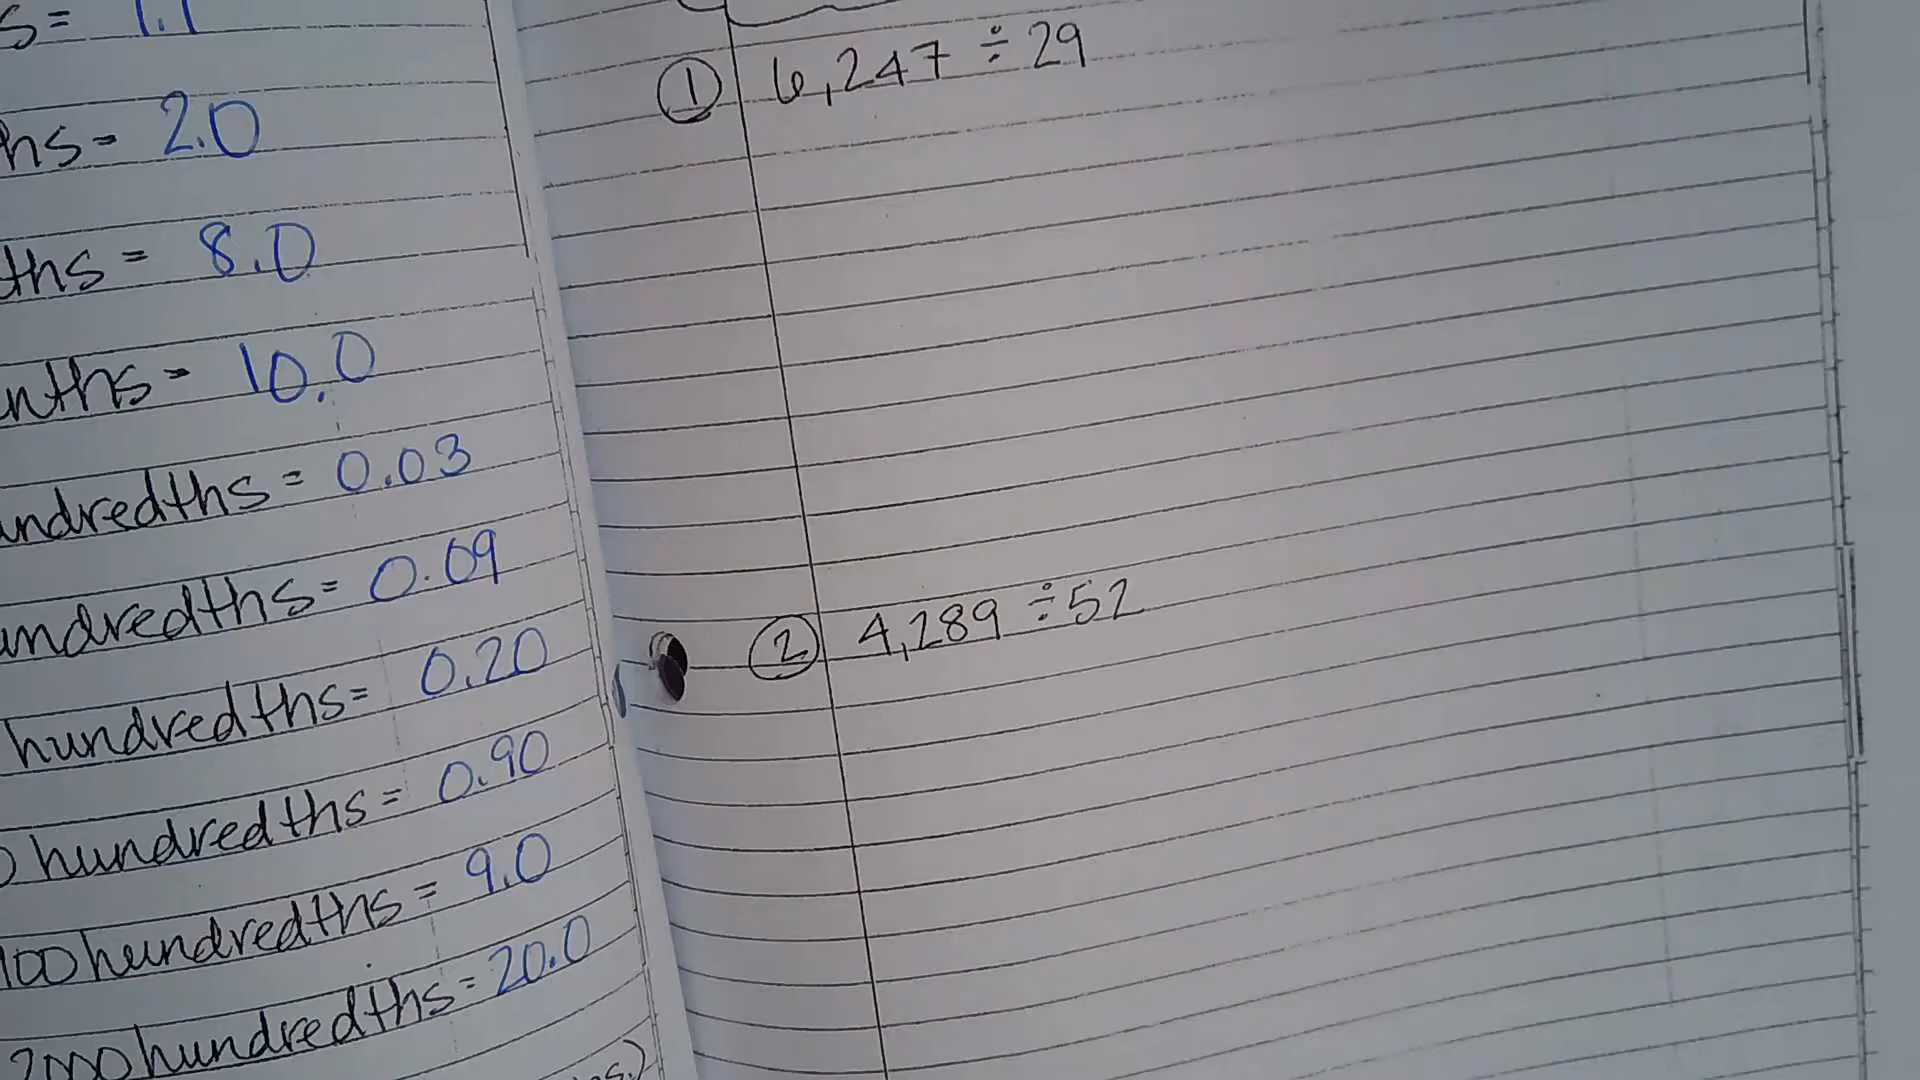 s= 1.1
hs= 2.0
ths = 8.0
nths= 10.0
undredths = 0.03
undredths= 0.09
hundredths= 0.20
0 hundredths= 0.90
100 hundredths = 9.0
2000 hundredths= 20.0
① 6,247 ÷ 29
② 4,289 ÷ 52